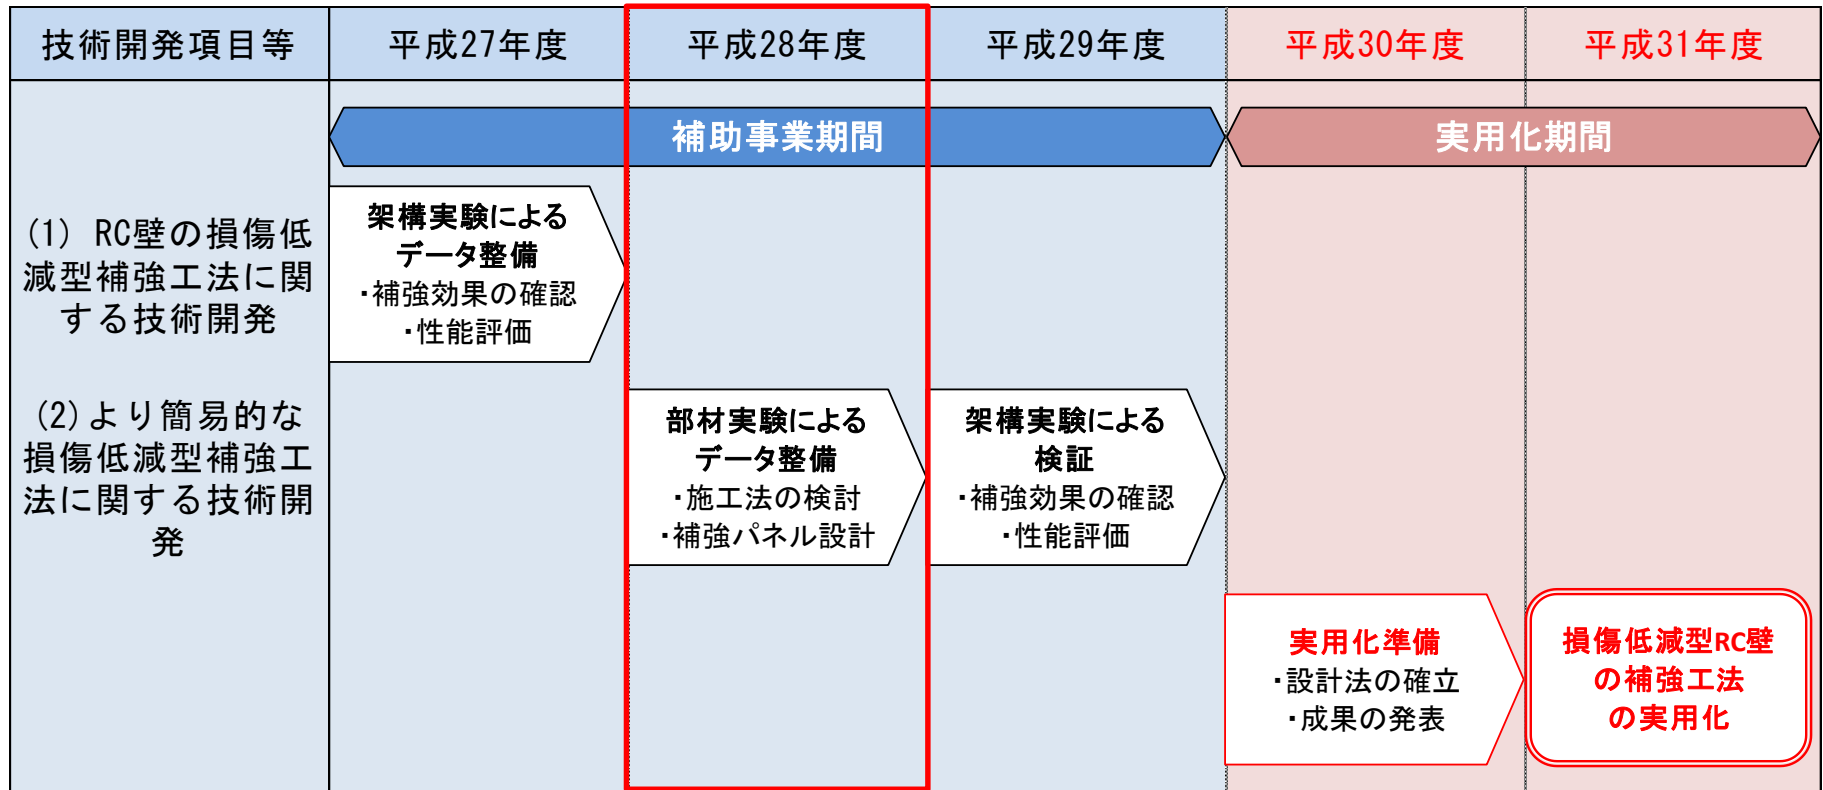 技術開発項目等
平成27年度
平成28年度
平成29年度
平成30年度
平成31年度
補助事業期間
実用化期間
(1) RC壁の損傷低
減型補強工法に関
する技術開発
架構実験による
データ整備
・補強効果の確認
・性能評価
(2)より簡易的な
損傷低減型補強工
法に関する技術開
発
部材実験による
データ整備
・施工法の検討
・補強パネル設計
架構実験による
検証
・補強効果の確認
・性能評価
実用化準備
・設計法の確立
・成果の発表
損傷低減型RC壁
の補強工法
の実用化